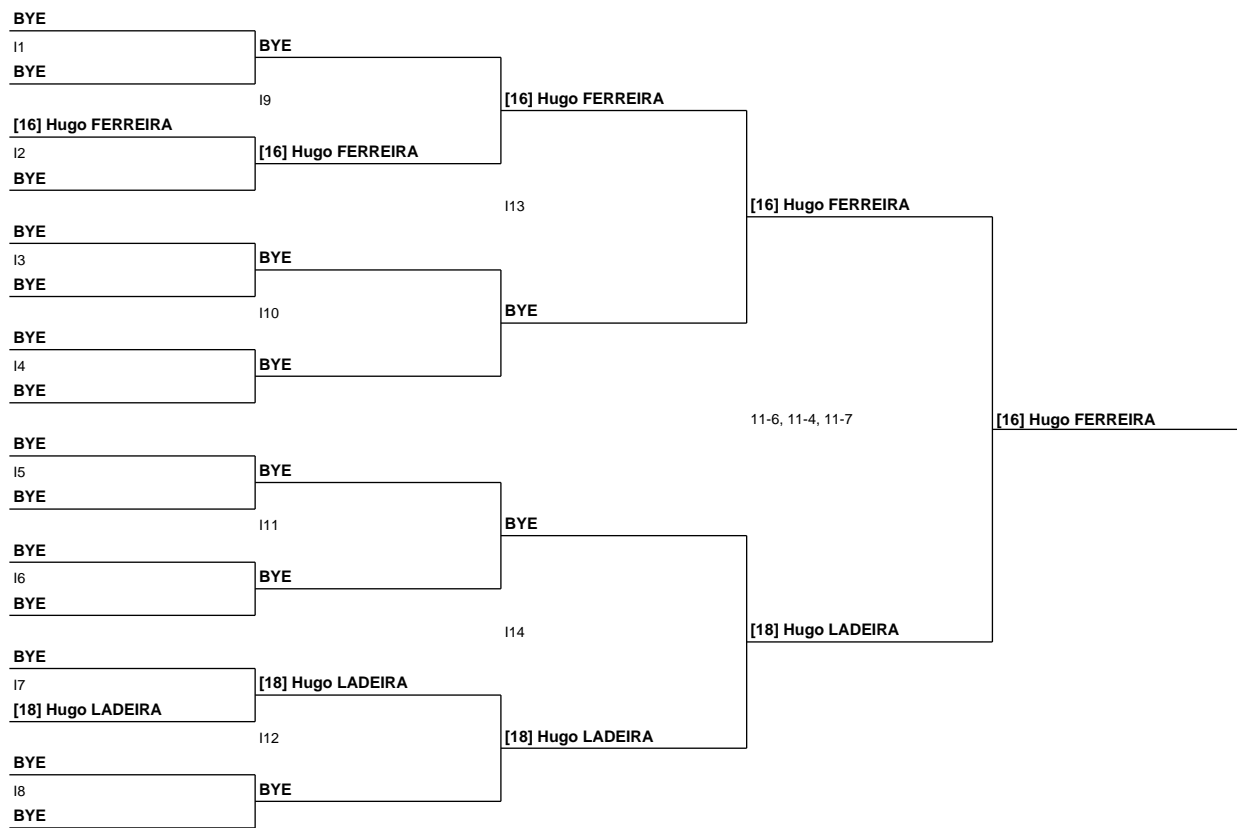 BYE
I1
BYE
BYE
I9
[16] Hugo FERREIRA
[16] Hugo FERREIRA
I2
[16] Hugo FERREIRA
BYE
I13
[16] Hugo FERREIRA
BYE
I3
BYE
BYE
I10
BYE
BYE
I4
BYE
BYE
11-6, 11-4, 11-7
[16] Hugo FERREIRA
BYE
I5
BYE
BYE
I11
BYE
BYE
I6
BYE
BYE
I14
[18] Hugo LADEIRA
BYE
I7
[18] Hugo LADEIRA
[18] Hugo LADEIRA
I12
[18] Hugo LADEIRA
BYE
I8
BYE
BYE